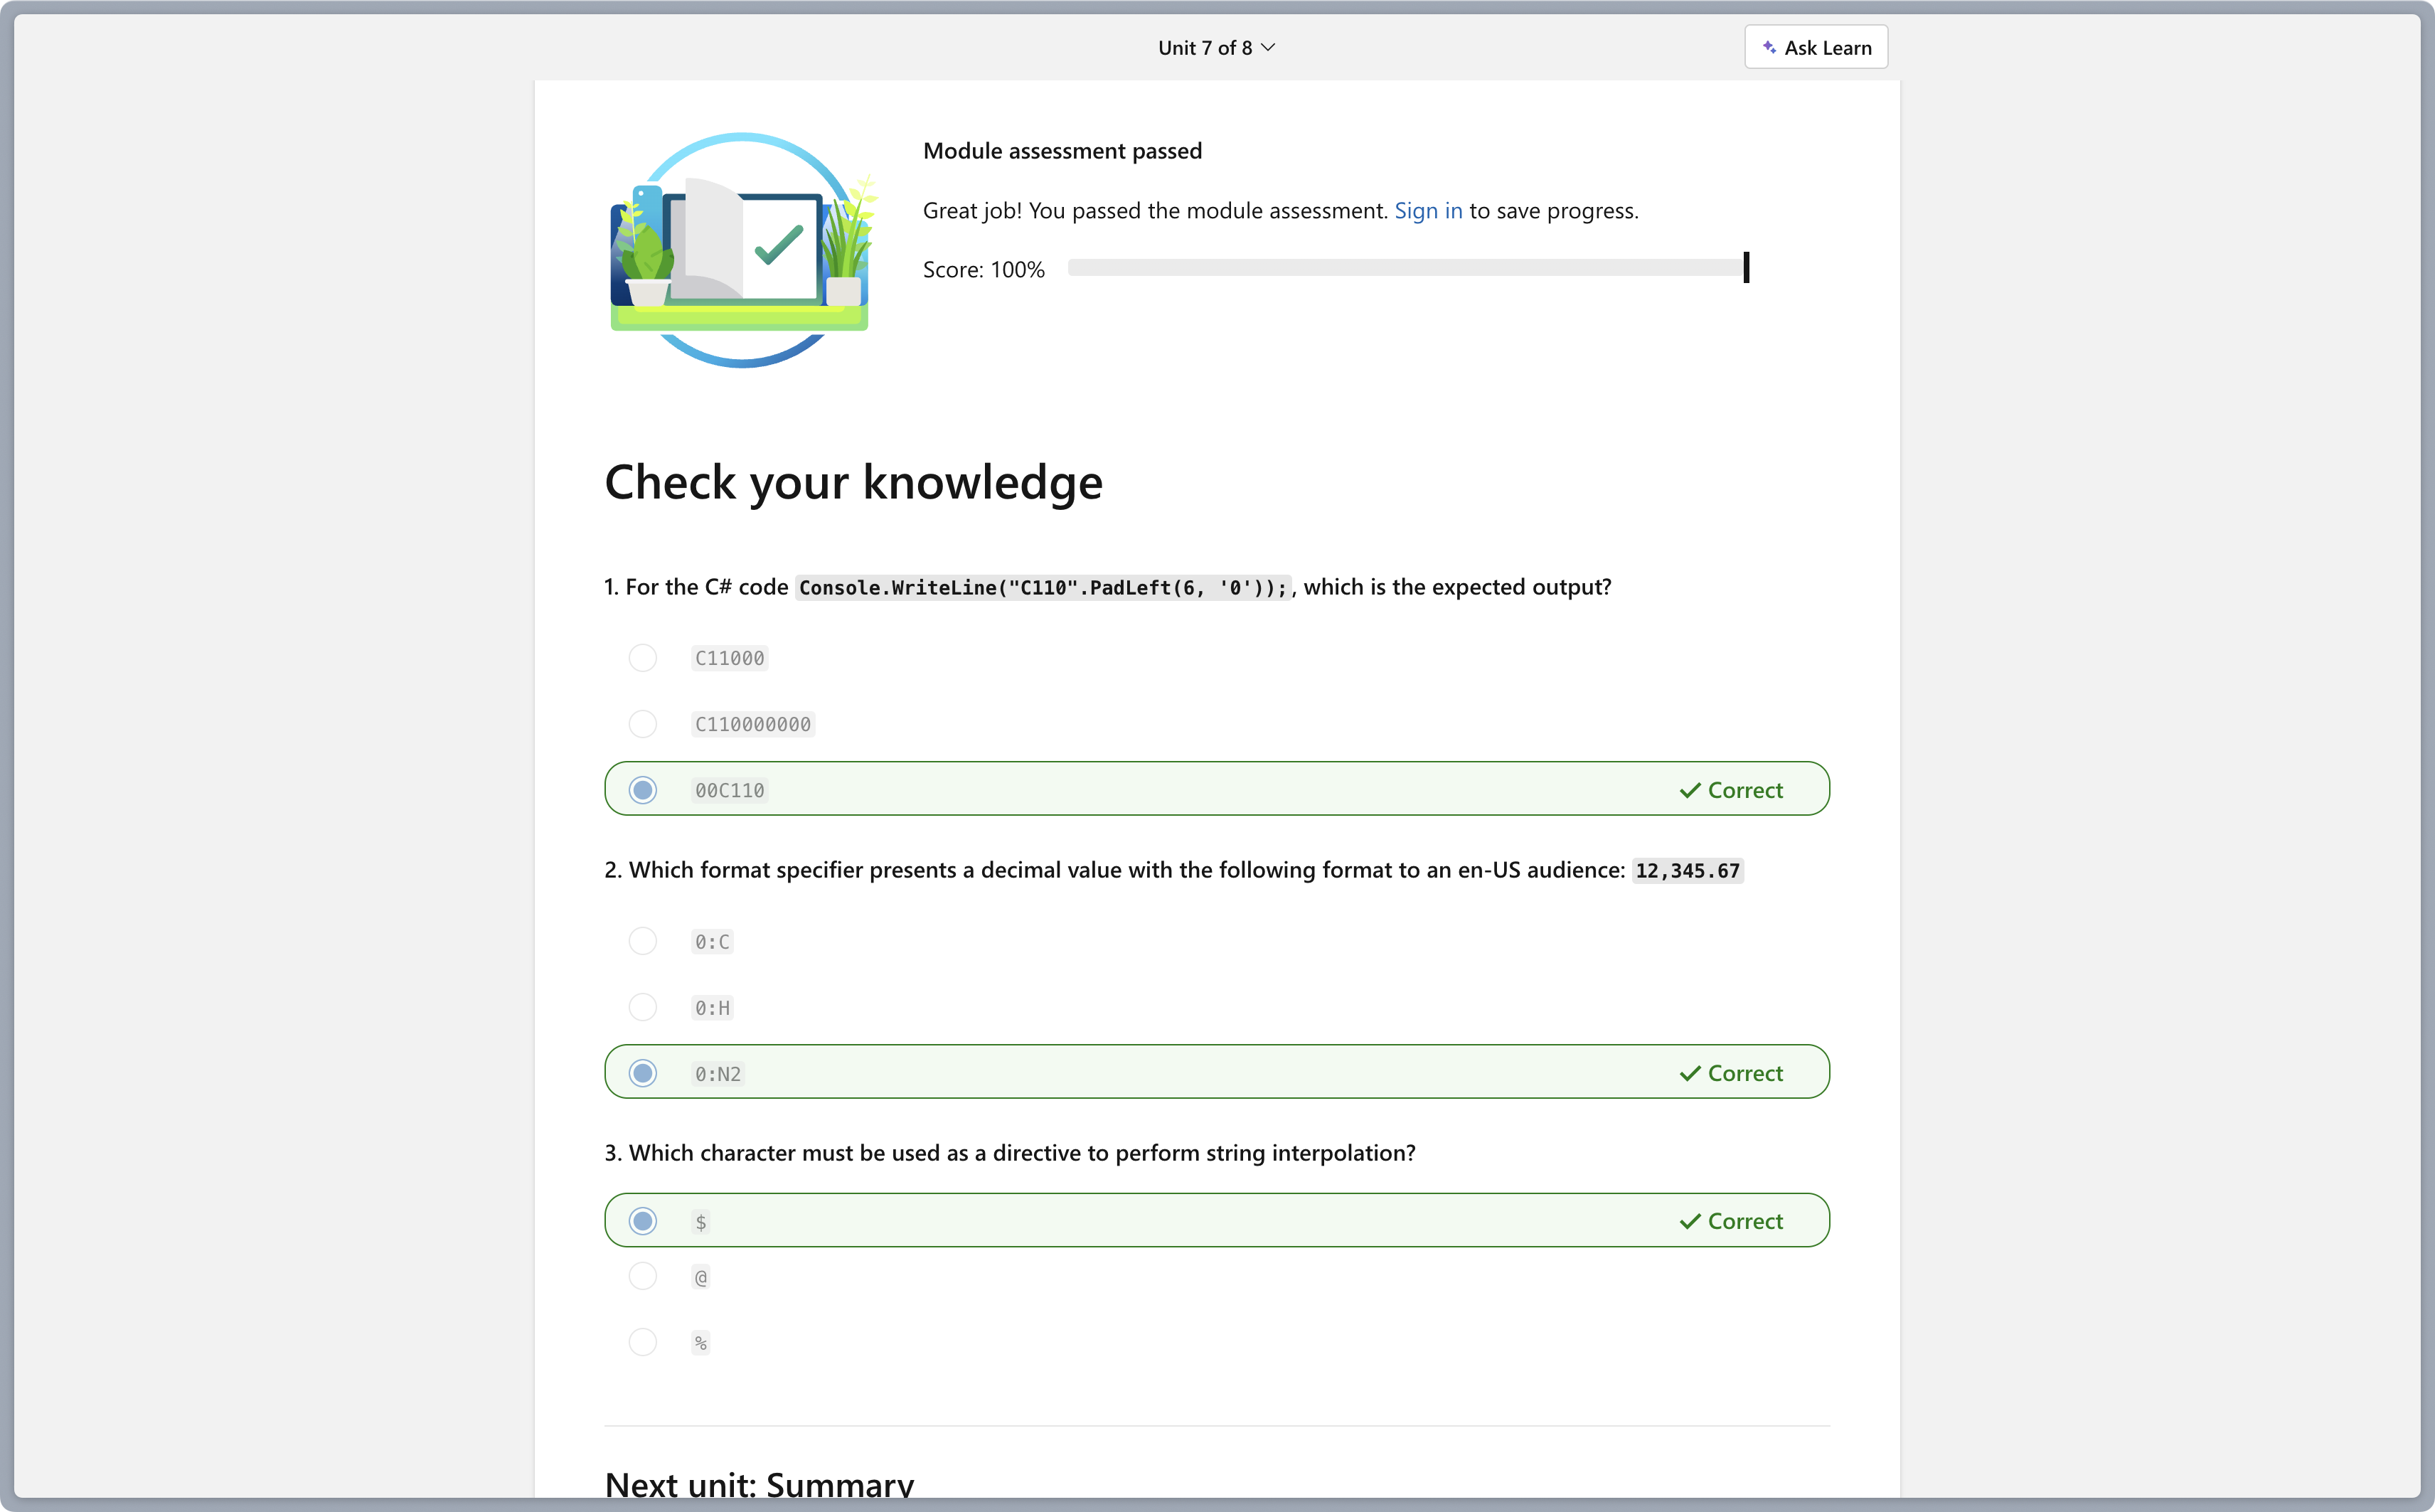 Unit 7 of 8
Ask Learn
Module assessment passed
Great job! You passed the module assessment. Sign in to save progress.
Score: 100%
Check your knowledge
1. For the C# code Console.WriteLine("C110".PadLeft(6, '0'));, which is the expected output?
C11000
C110000000
00C110
Correct
2. Which format specifier presents a decimal value with the following format to an en-US audience: 12,345.67
0:C
0:H
0:N2
Correct
3. Which character must be used as a directive to perform string interpolation?
$
Correct
@
%
Next unit: Summary